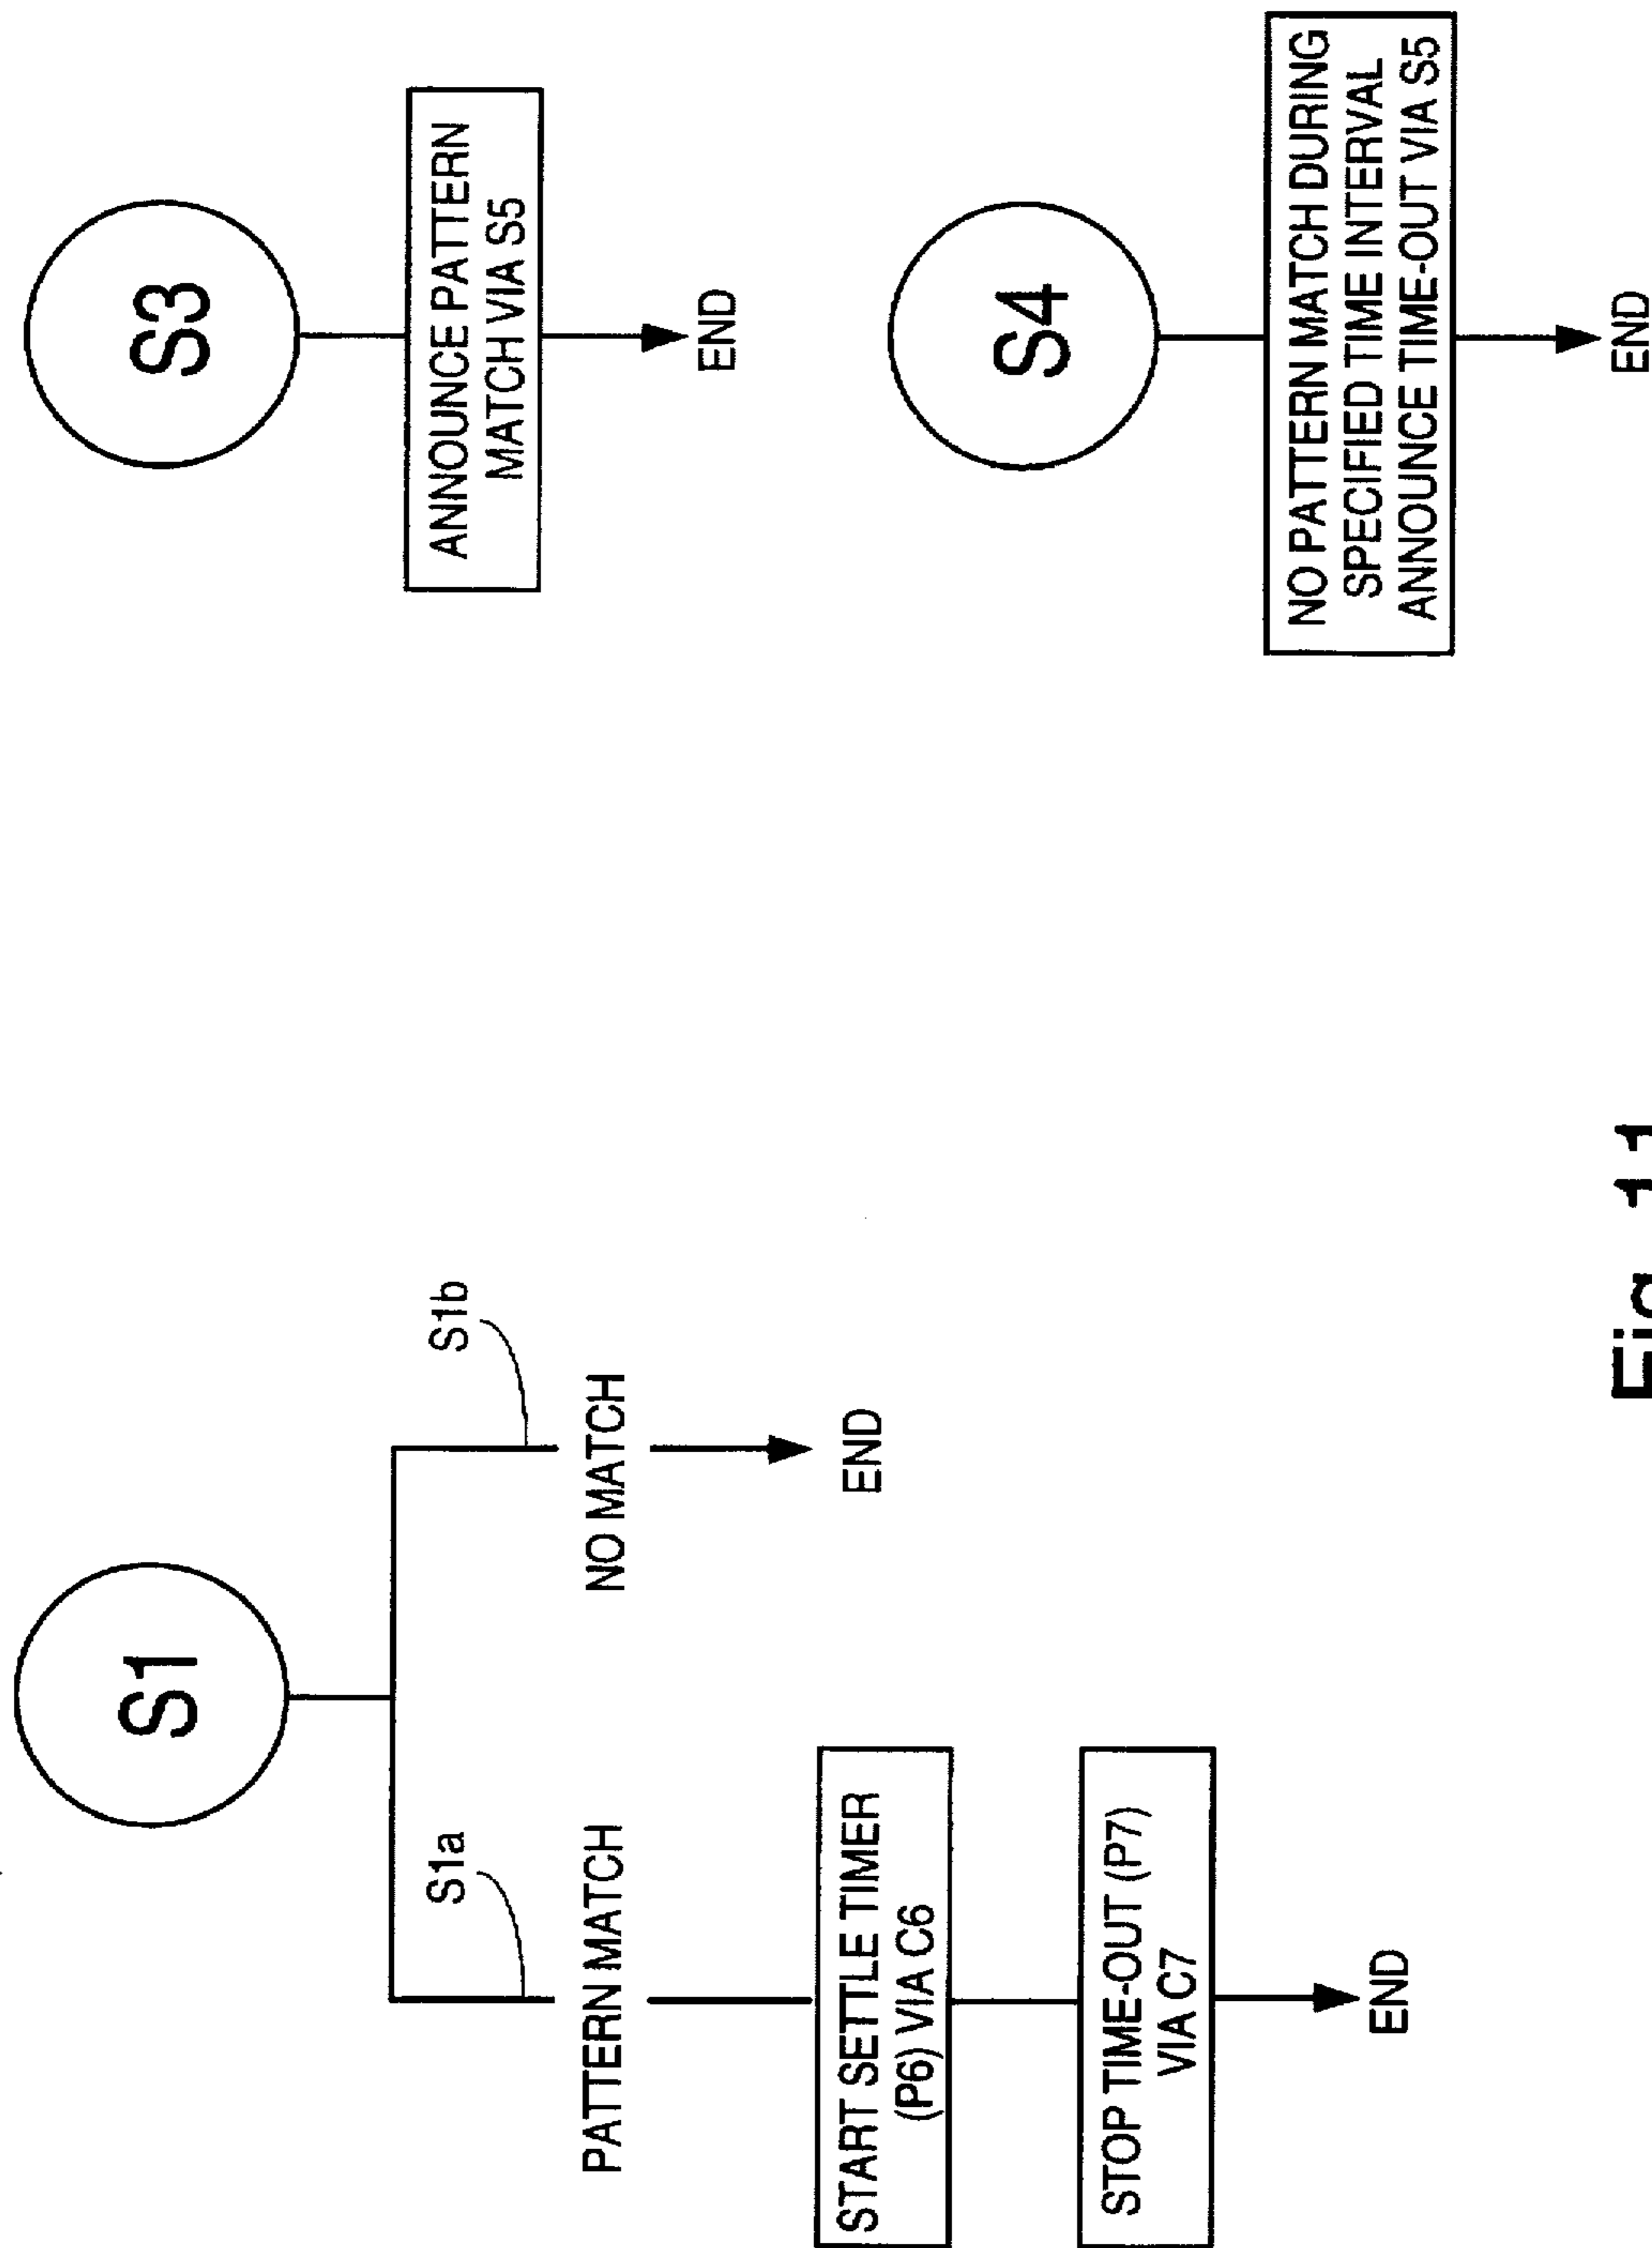 S1
S1a
S1b
PATTERN MATCH
NO MATCH
START SETTLE TIMER
(P6) VIA C6
END
STOP TIME-OUT (P7)
VIA C7
END
S3
ANNOUNCE PATTERN
MATCH VIA S5
END
S4
NO PATTERN MATCH DURING
SPECIFIED TIME INTERVAL
ANNOUNCE TIME-OUT VIA S5
END
Fig. 11